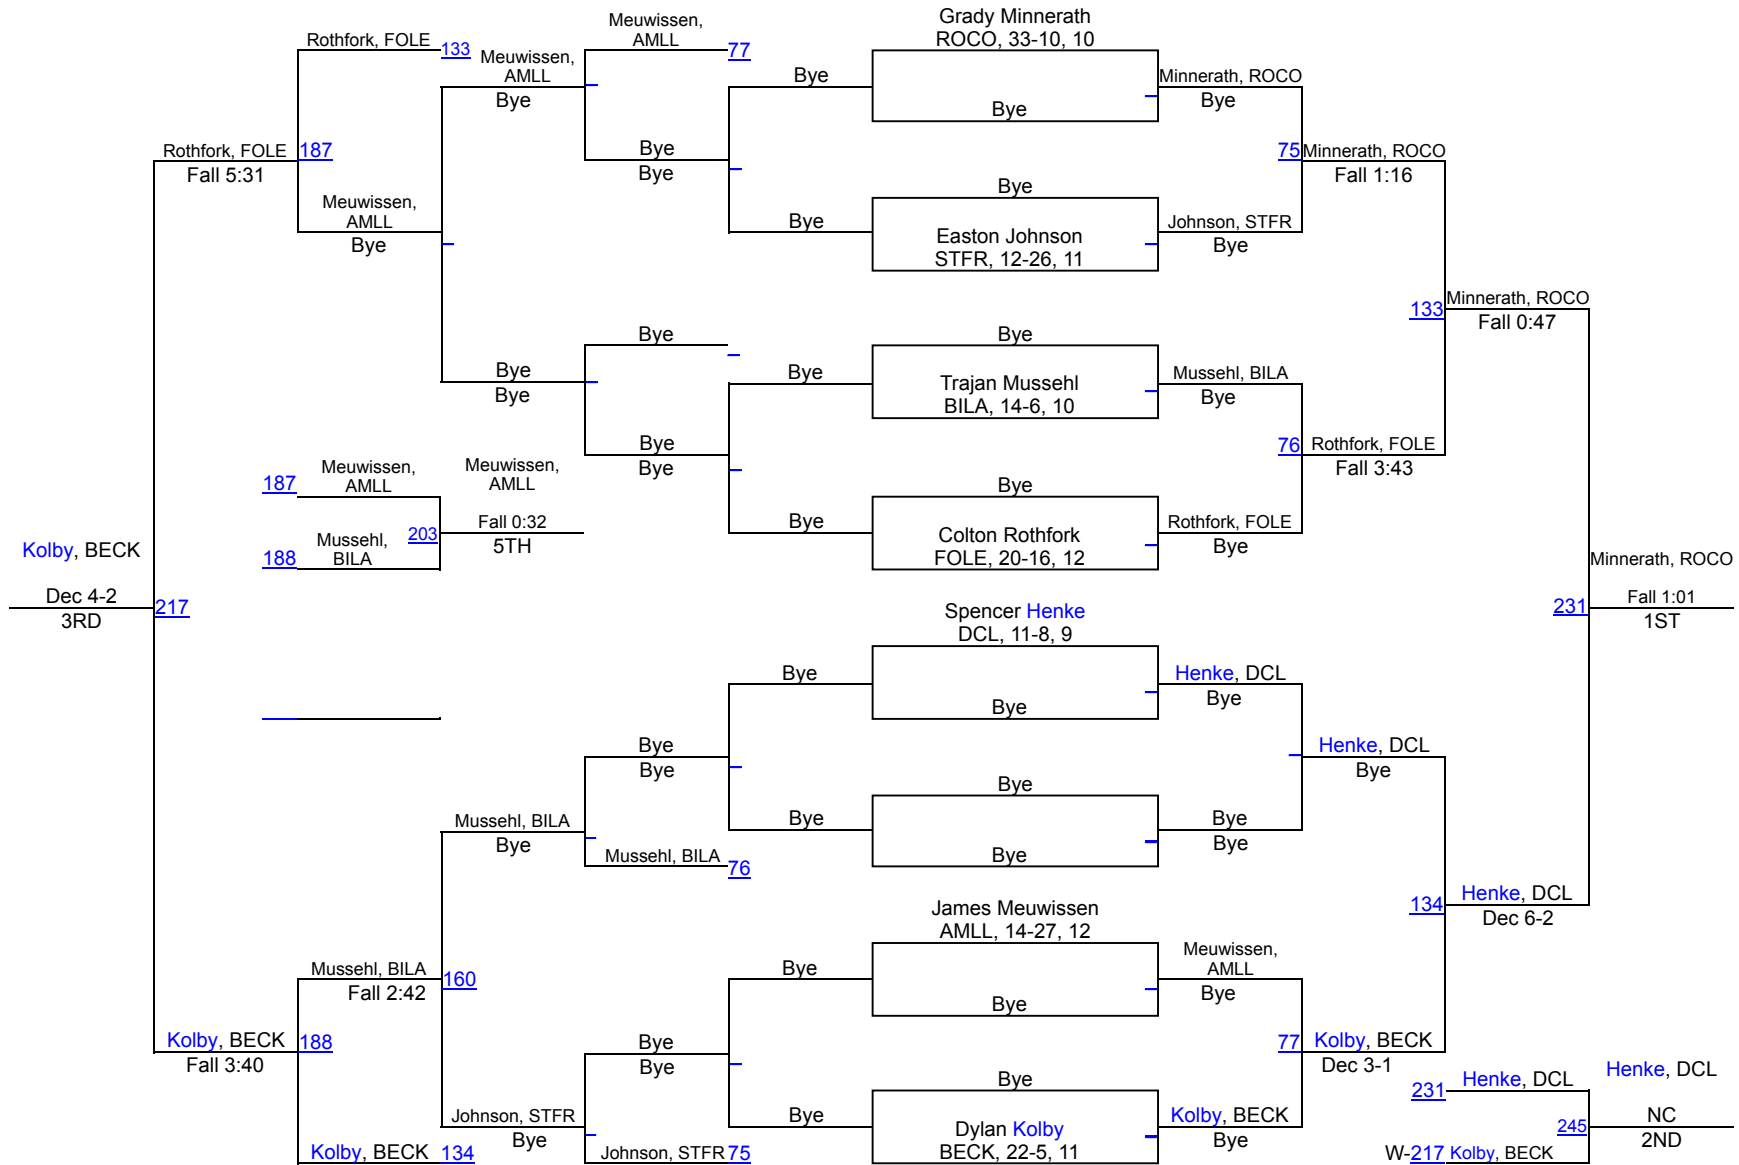 Rothfork, FOLE
133
Meuwissen,
AMLL
Bye
Meuwissen,
AMLL
77
Grady Minnerath
ROCO, 33-10, 10
Bye
Bye
Minnerath, ROCO
Bye
Rothfork, FOLE
187
Fall 5:31
Bye
Bye
75
Minnerath, ROCO
Fall 1:16
Meuwissen,
AMLL
Bye
Bye
Bye
Easton Johnson
STFR, 12-26, 11
Johnson, STFR
Bye
133
Minnerath, ROCO
Fall 0:47
Bye
Bye
Bye
Bye
Bye
Bye
Trajan Mussehl
BILA, 14-6, 10
Mussehl, BILA
Bye
Bye
Bye
76
Rothfork, FOLE
Fall 3:43
187
Meuwissen,
AMLL
Meuwissen,
AMLL
188
Mussehl,
BILA
203
Fall 0:32
5TH
Bye
Bye
Colton Rothfork
FOLE, 20-16, 12
Rothfork, FOLE
Bye
Kolby, BECK
Dec 4-2
3RD
217
Minnerath, ROCO
231
Fall 1:01
1ST
Spencer Henke
DCL, 11-8, 9
Bye
Bye
Henke, DCL
Bye
Bye
Bye
Henke, DCL
Bye
Mussehl, BILA
Bye
Mussehl, BILA
76
Bye
Bye
Bye
Bye
Bye
134
Henke, DCL
Dec 6-2
James Meuwissen
AMLL, 14-27, 12
Bye
Bye
Meuwissen,
AMLL
Bye
Mussehl, BILA
Fall 2:42
160
Kolby, BECK
188
Fall 3:40
Bye
Bye
77
Kolby, BECK
Dec 3-1
Johnson, STFR
Bye
Bye
Bye
Dylan Kolby
BECK, 22-5, 11
Kolby, BECK
Bye
Kolby, BECK
134
Johnson, STFR
75
231
Henke, DCL
Henke, DCL
245
NC
2ND
W-217
Kolby, BECK